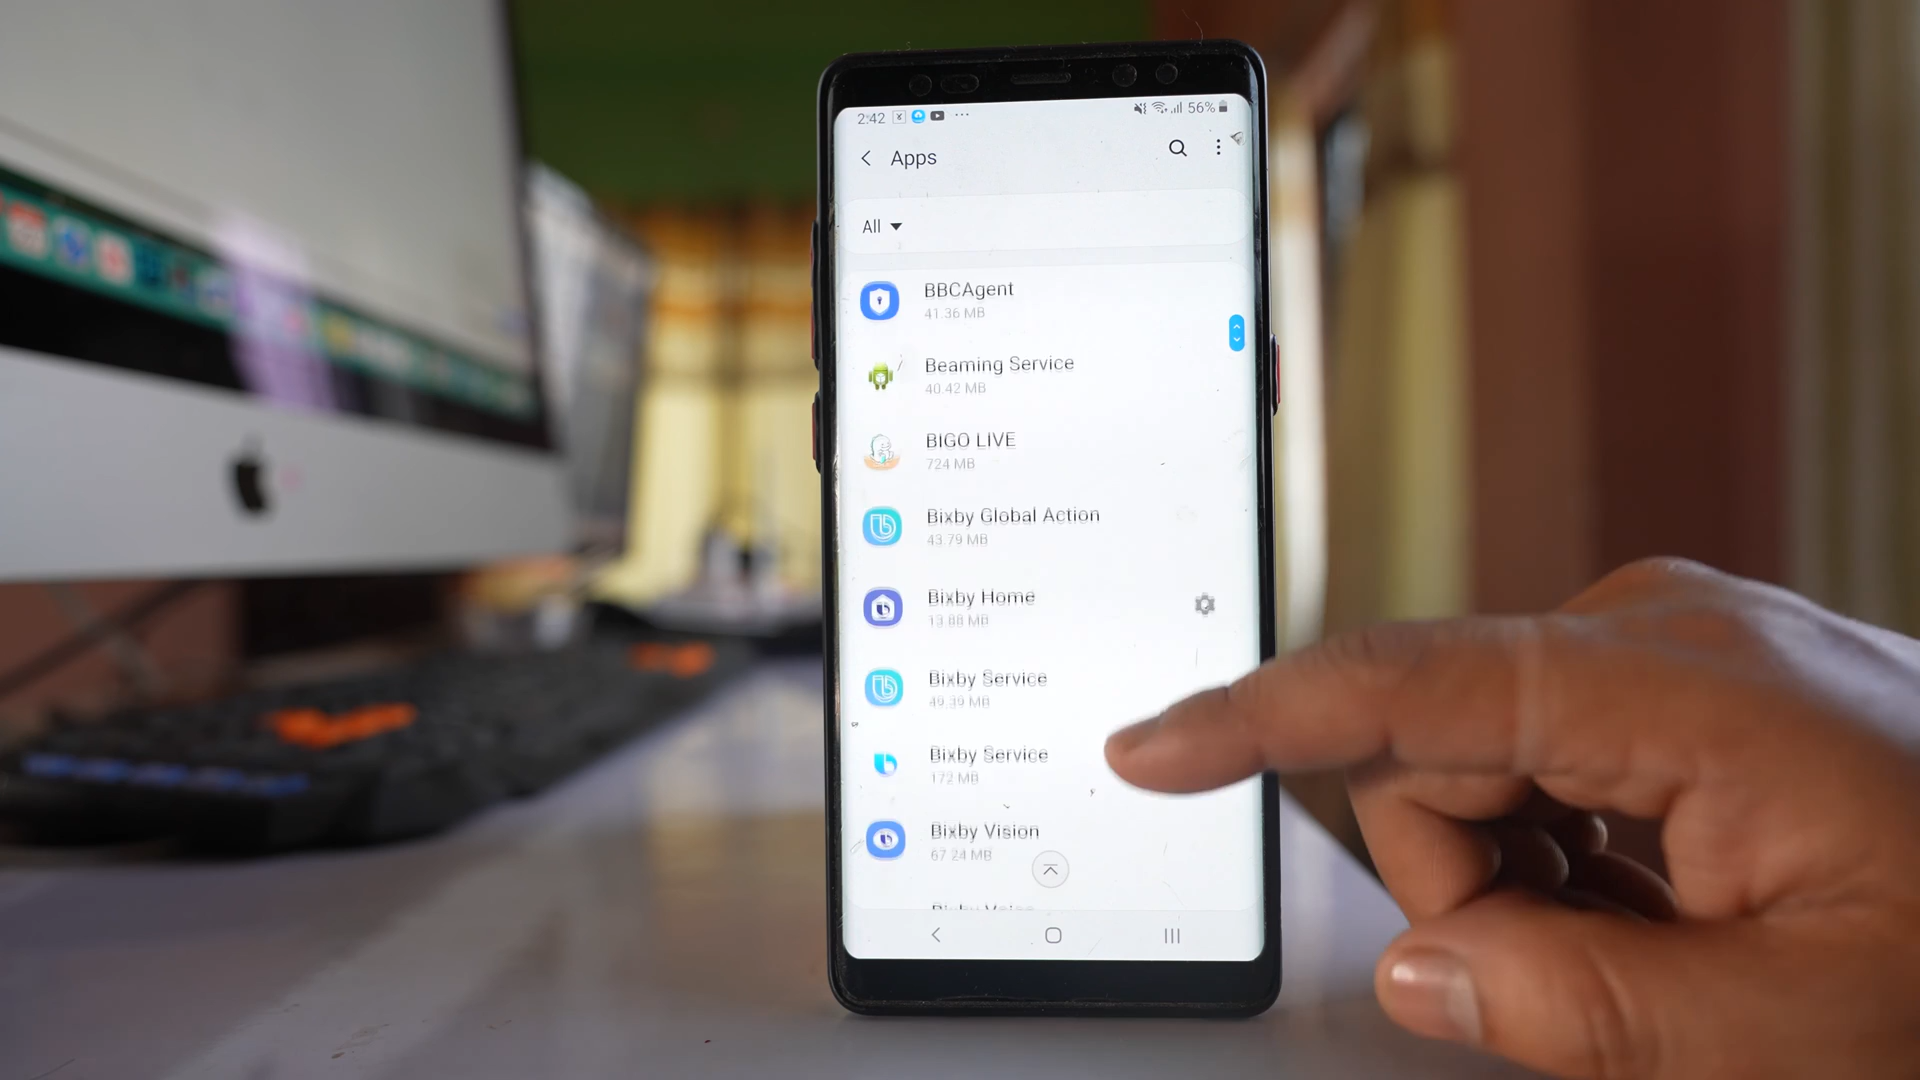 2:42 56%
Apps
All
BBCAgent
41.36 MB
Beaming Service
40.42 MB
BIGO LIVE
724 MB
Bixby Global Action
43.79 MB
Bixby Home
13.88 MB
Bixby Service
49.39 MB
Bixby Service
172 MB
Bixby Vision
67.24 MB
Bixby Voice